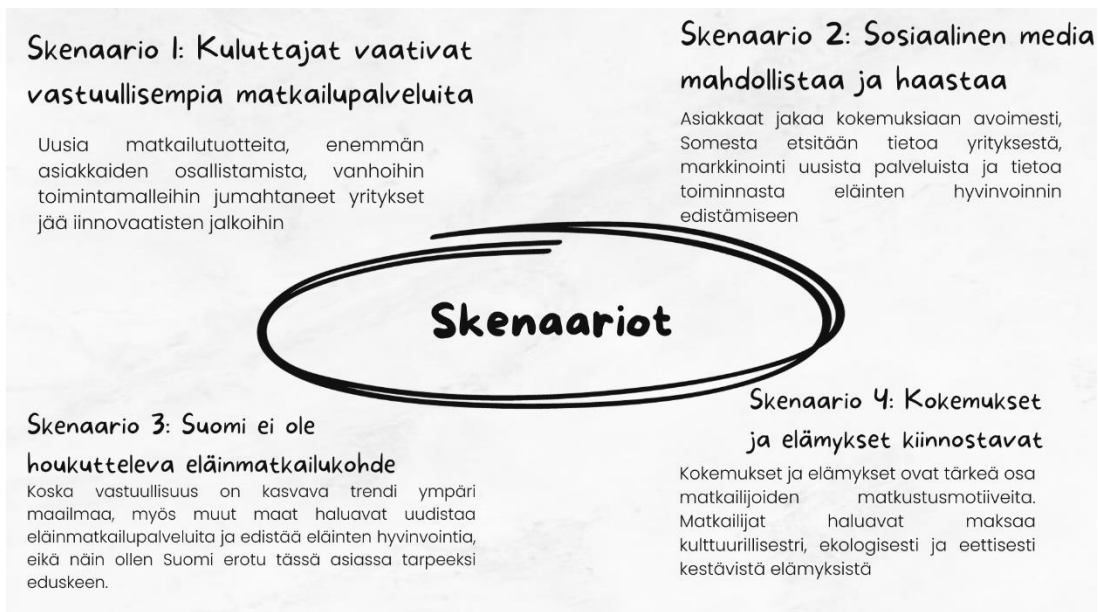 Skenaario 1: Kuluttajat vaativat
vastuullisempia matkailupalveluita
Uusia matkailutuotteita, enemmän
asiakkaiden osallistamista, vanhoihin
toimintamalleihin jumahtaneet yritykset
jää iinnovaatisten jalkoihin
Skenaario 2: Sosiaalinen media
mahdollistaa ja haastaa
Asiakkaat jakaa kokemuksiaan avoimesti,
Somesta etsitään tietoa yrityksestä,
markkinointi uusista palveluista ja tietoa
toiminnasta eläinten hyvinvoinnin
edistämiseen
Skenaariot
Skenaario 3: Suomi ei ole
houkutteleva eläinmatkailukohde
Koska vastuullisuus on kasvava trendi ympäri
maailmaa, myös muut maat haluavat uudistaa
eläinmatkailupalveluita ja edistää eläinten hyvinvointia,
eikä näin ollen Suomi erotu tässä asiassa tarpeeksi
eduskeen.
Skenaario 4: Kokemukset
ja elämykset kiinnostavat
Kokemukset ja elämykset ovat tärkeä osa
matkailijoiden matkustusmotiiveita.
Matkailijat haluavat maksaa
kulttuurillisestri, ekologisesti ja eettisesti
kestävistä elämyksistä